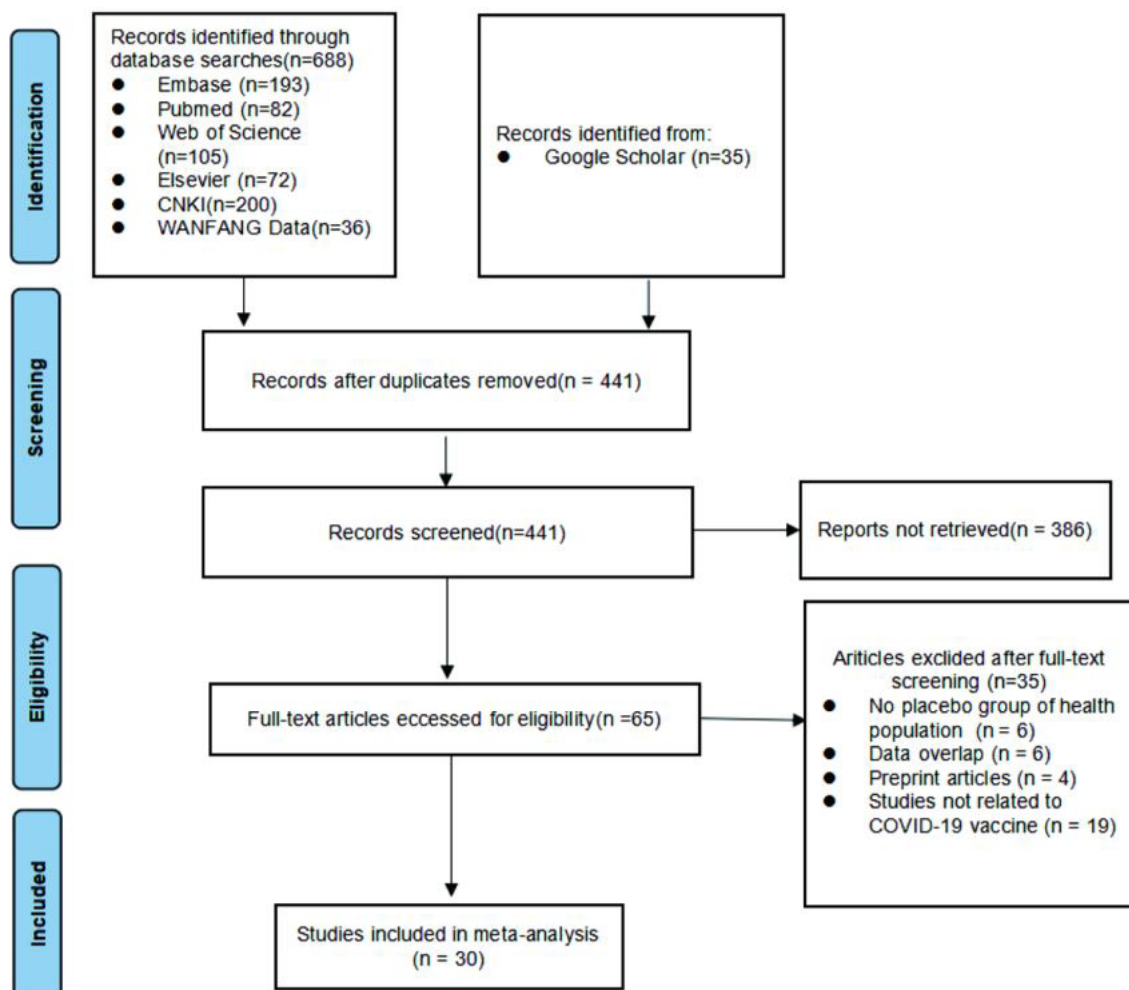 Identification
Records identified through
database searches(n=688)
● Embase (n=193)
● Pubmed (n=82)
● Web of Science
(n=105)
● Elsevier (n=72)
● CNKI(n=200)
● WANFANG Data(n=36)
Records identified from:
● Google Scholar (n=35)
Screening
Records after duplicates removed(n = 441)
Records screened(n=441)
Reports not retrieved(n = 386)
Eligibility
Full-text articles eccessed for eligibility(n =65)
Ariticles exclided after full-text
screening (n=35)
● No placebo group of health
population (n = 6)
● Data overlap (n = 6)
● Preprint articles (n = 4)
● Studies not related to
COVID-19 vaccine (n = 19)
Included
Studies included in meta-analysis
(n = 30)